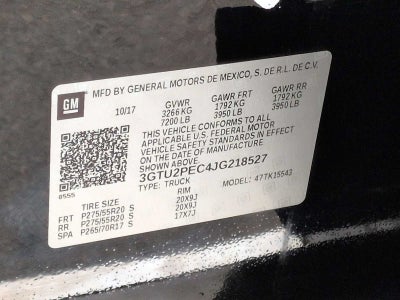 GM
MFD BY GENERAL MOTORS DE MEXICO, S. DE R.L. DE C.V.
10/17 GVWR GAWR FRT GAWR RR
3266 KG 1792 KG 1792 KG
7200 LB 3950 LB 3950 LB
THIS VEHICLE CONFORMS TO ALL
APPLICABLE U.S. FEDERAL MOTOR
VEHICLE SAFETY STANDARDS IN EFFECT
ON THE DATE OF MANUFACTURE
SHOWN ABOVE.
3GTU2PEC4JG218527
TYPE: TRUCK MODEL: 4TTK15543
0555
TIRE SIZE RIM
FRT P275/55R20 S 20X9J
RR P275/55R20 S 20X9J
SPA P265/70R17 S 17X7J